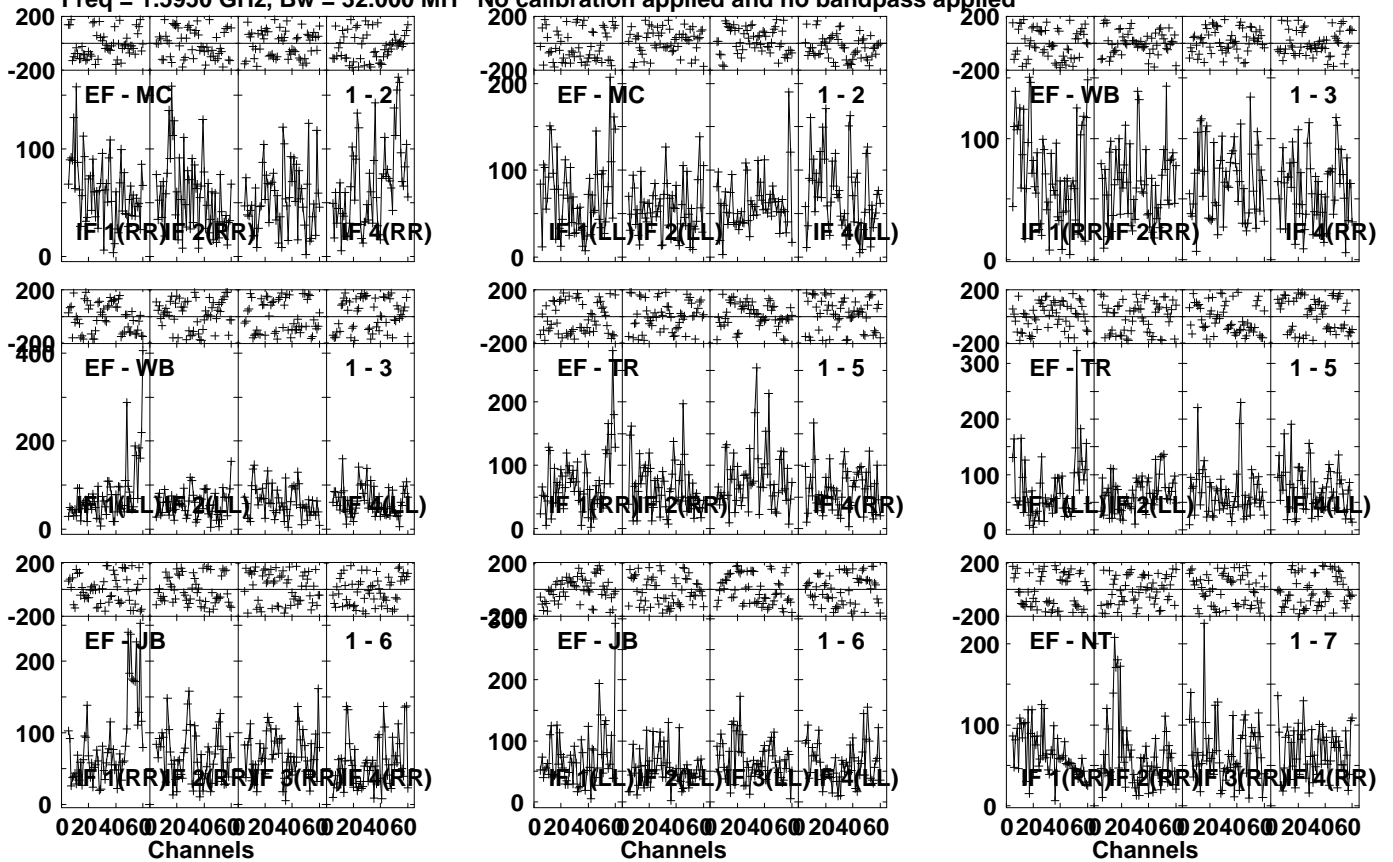 Freq = 1.5950 GHz, Bw = 32.000 MH No calibration applied and no bandpass applied
200
-200
EF - MC 1 - 2
100
0
IF 1(RR) IF 2(RR) IF 4(RR)
200
-200
200
EF - MC 1 - 2
100
0
IF 1(LL) IF 2(LL) IF 4(LL)
200
-200
EF - WB 1 - 3
100
0
IF 1(RR) IF 2(RR) IF 4(RR)
200
-200
400
EF - WB 1 - 3
200
0
IF 1(LL) IF 2(LL) IF 4(LL)
200
-200
EF - TR 1 - 5
200
100
0
IF 1(RR) IF 2(RR) IF 4(RR)
200
-200
300
EF - TR 1 - 5
200
100
0
IF 1(LL) IF 2(LL) IF 4(LL)
200
-200
EF - JB 1 - 6
200
100
0
IF 1(RR) IF 2(RR) IF 3(RR) IF 4(RR)
0 20 40 60 0 20 40 60 0 20 40 60 0 20 40 60
Channels
200
-200
300
EF - JB 1 - 6
200
100
0
IF 1(LL) IF 2(LL) IF 3(LL) IF 4(LL)
0 20 40 60 0 20 40 60 0 20 40 60 0 20 40 60
Channels
200
-200
EF - NT 1 - 7
200
100
0
IF 1(RR) IF 2(RR) IF 3(RR) IF 4(RR)
0 20 40 60 0 20 40 60 0 20 40 60 0 20 40 60
Channels